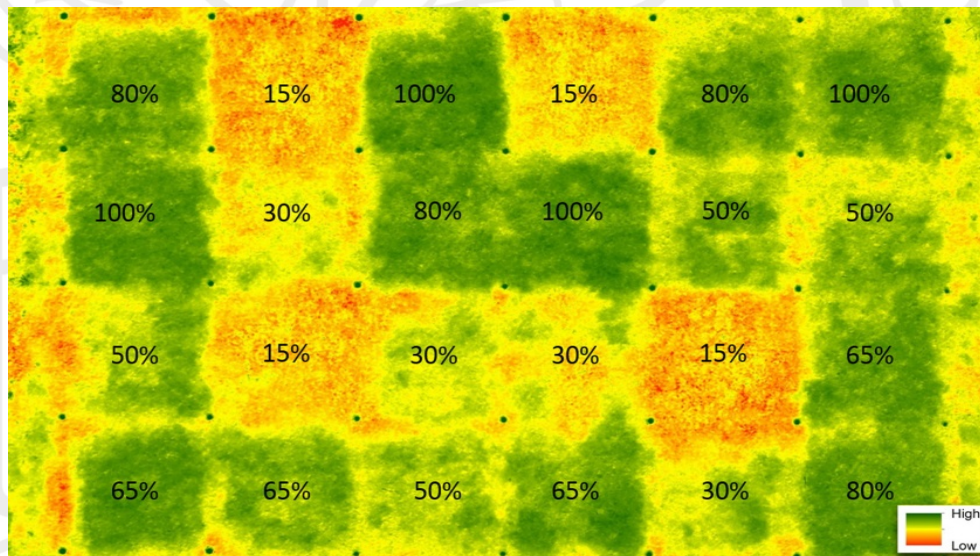 80% 15% 100% 15% 80% 100%
100% 30% 80% 100% 50% 50%
50% 15% 30% 30% 15% 65%
65% 65% 50% 65% 30% 80%
High
Low